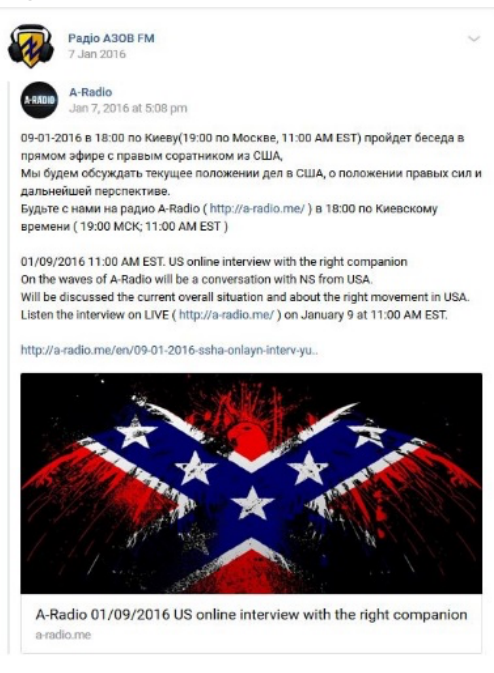 Радіо АЗОВ FM
7 Jan 2016
A-RADIO
A-Radio
Jan 7, 2016 at 5:08 pm
09-01-2016 в 18:00 по Киеву(19:00 по Москве, 11:00 AM EST) пройдет беседа в
прямом эфире с правым соратником из США,
Мы будем обсуждать текущее положении дел в США, о положении правых сил и
дальнейшей перспективе.
Будьте с нами на радио A-Radio ( http://a-radio.me/ ) в 18:00 по Киевскому
времени ( 19:00 МСК; 11:00 AM EST )
01/09/2016 11:00 AM EST. US online interview with the right companion
On the waves of A-Radio will be a conversation with NS from USA.
Will be discussed the current overall situation and about the right movement in USA.
Listen the interview on LIVE ( http://a-radio.me/ ) on January 9 at 11:00 AM EST.
http://a-radio.me/en/09-01-2016-ssha-onlayn-interv-yu..
A-Radio 01/09/2016 US online interview with the right companion
a-radio.me